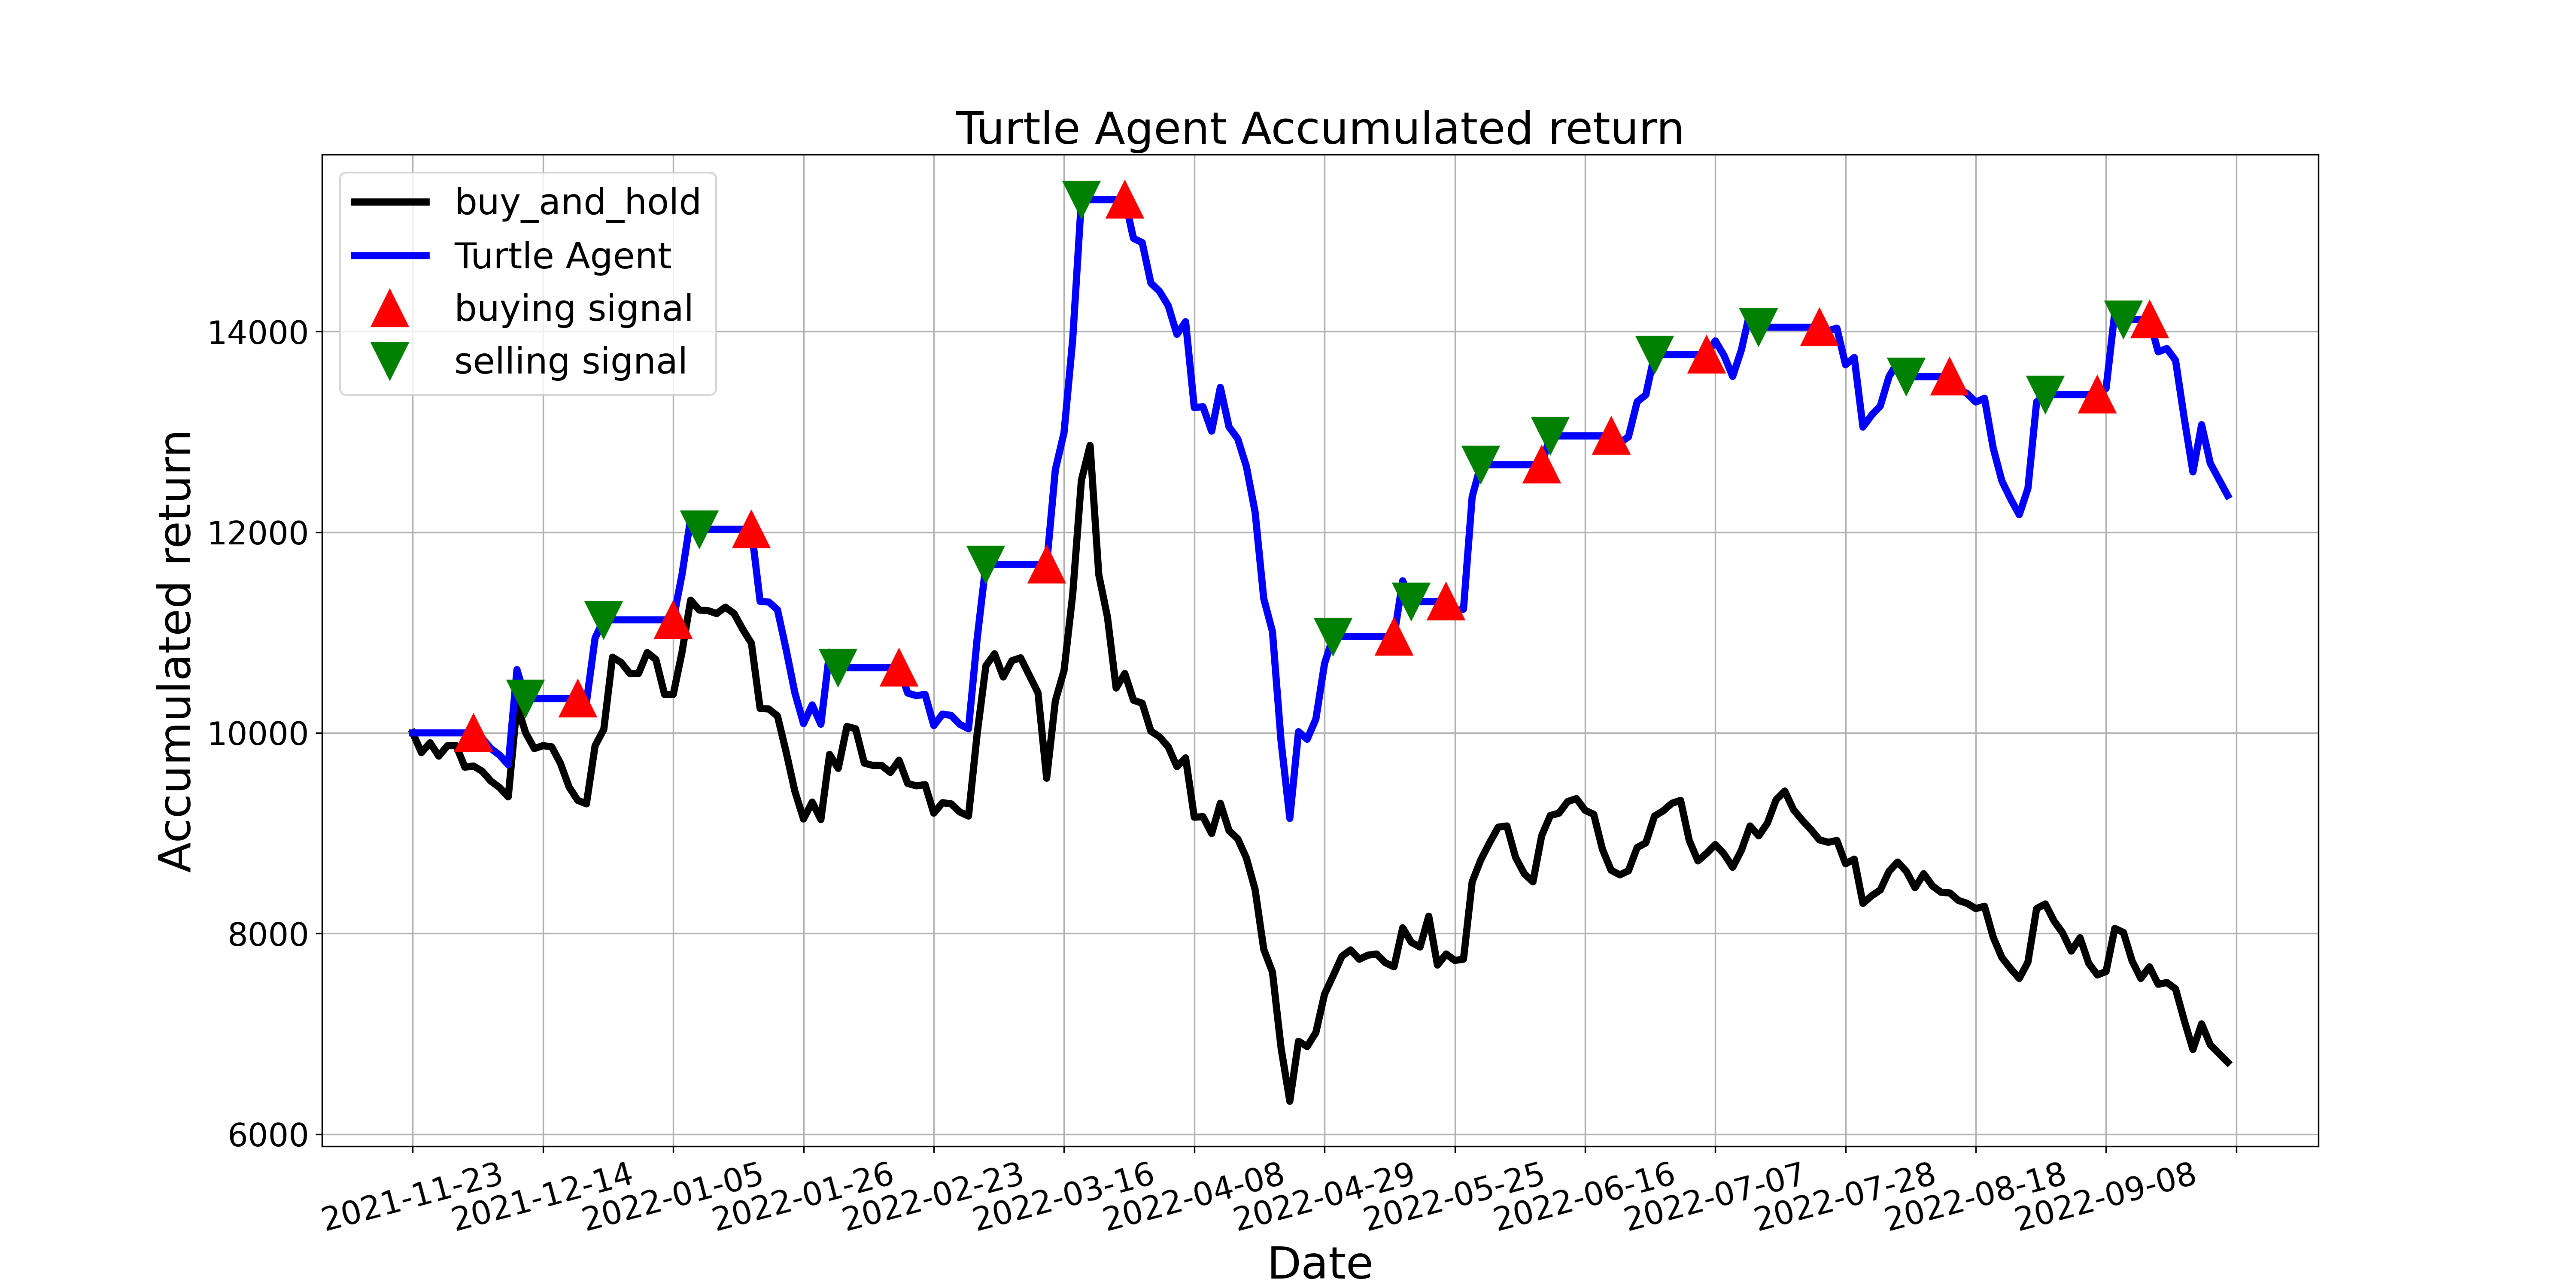 Turtle Agent Accumulated return
buy_and_hold
Turtle Agent
buying signal
selling signal
Accumulated return
14000
12000
10000
8000
6000
2021-11-23
2021-12-14
2022-01-05
2022-01-26
2022-02-23
2022-03-16
2022-04-08
2022-04-29
2022-05-25
2022-06-16
2022-07-07
2022-07-28
2022-08-18
2022-09-08
Date